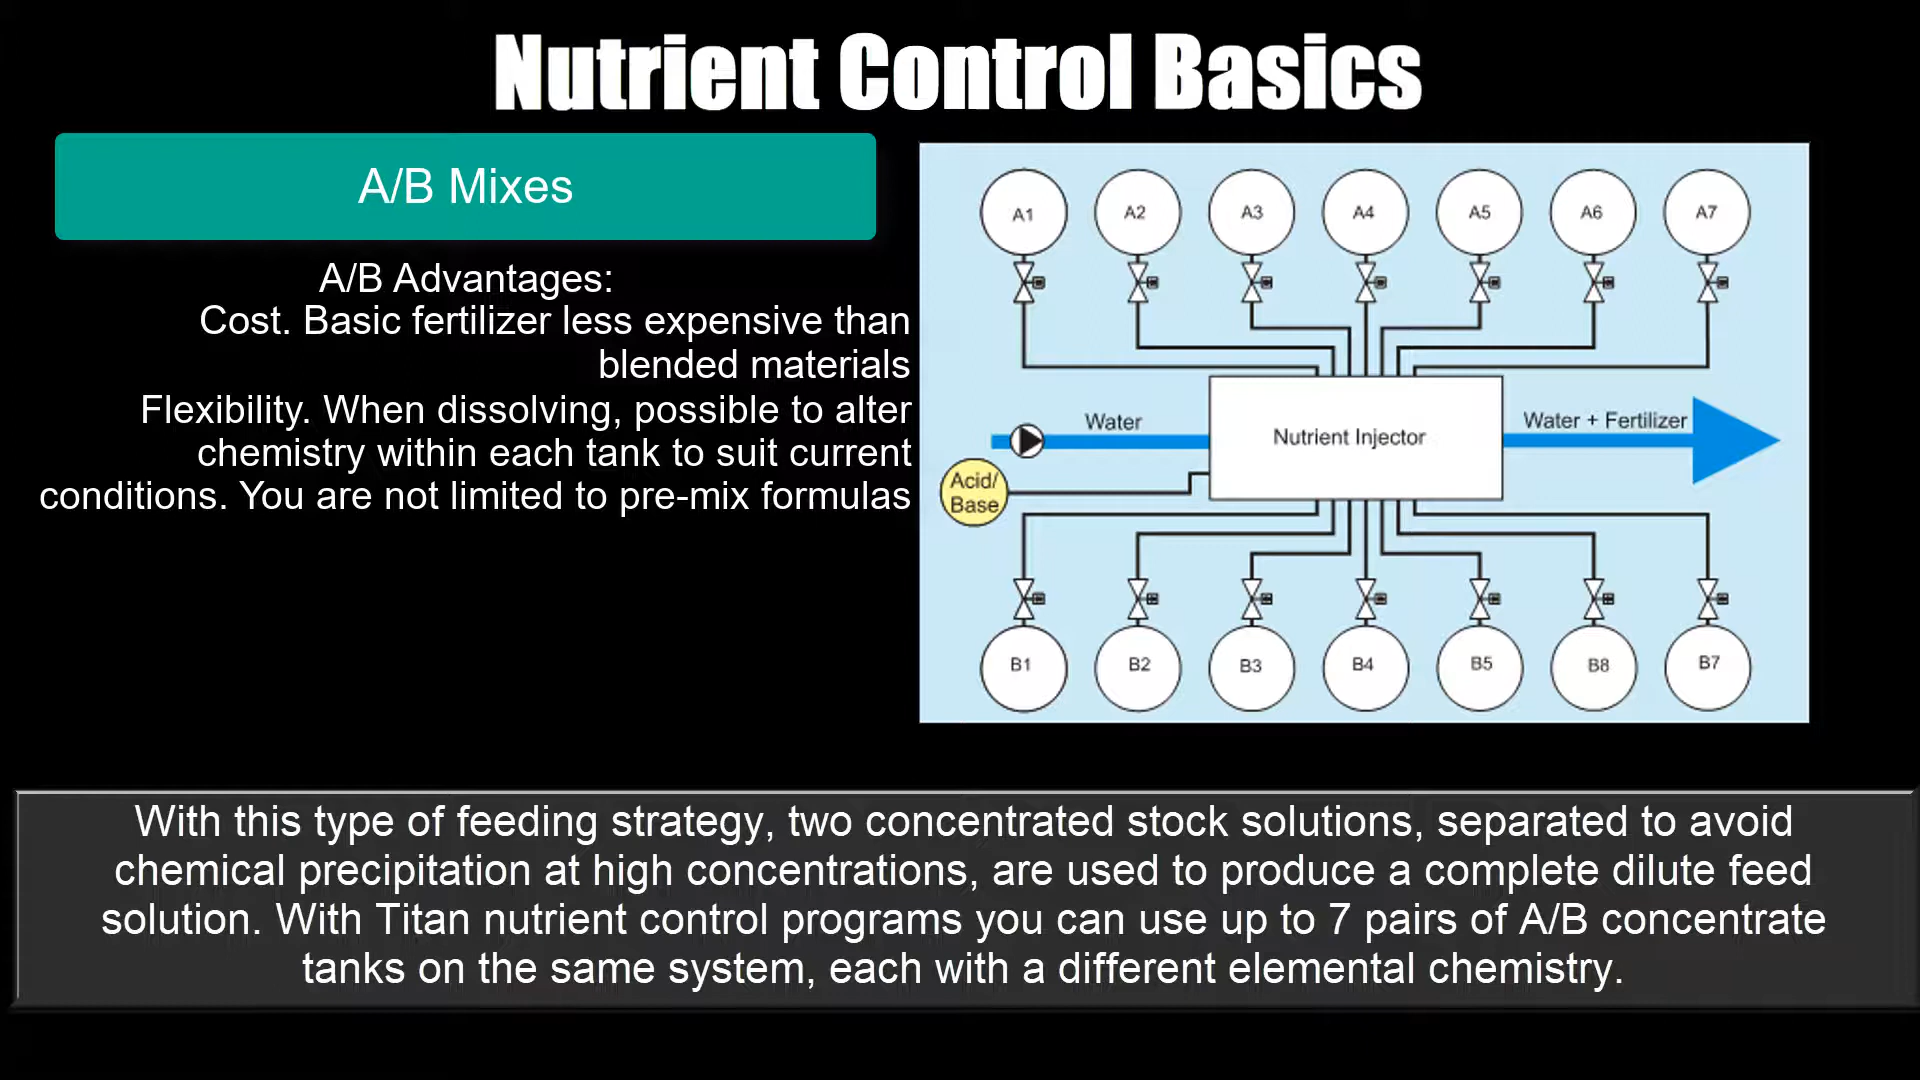 Nutrient Control Basics
A/B Mixes
A/B Advantages:
Cost. Basic fertilizer less expensive than
blended materials
Flexibility. When dissolving, possible to alter
chemistry within each tank to suit current
conditions. You are not limited to pre-mix formulas
A1 A2 A3 A4 A5 A6 A7
Water
Nutrient Injector
Water + Fertilizer
Acid/
Base
B1 B2 B3 B4 B5 B8 B7
With this type of feeding strategy, two concentrated stock solutions, separated to avoid
chemical precipitation at high concentrations, are used to produce a complete dilute feed
solution. With Titan nutrient control programs you can use up to 7 pairs of A/B concentrate
tanks on the same system, each with a different elemental chemistry.